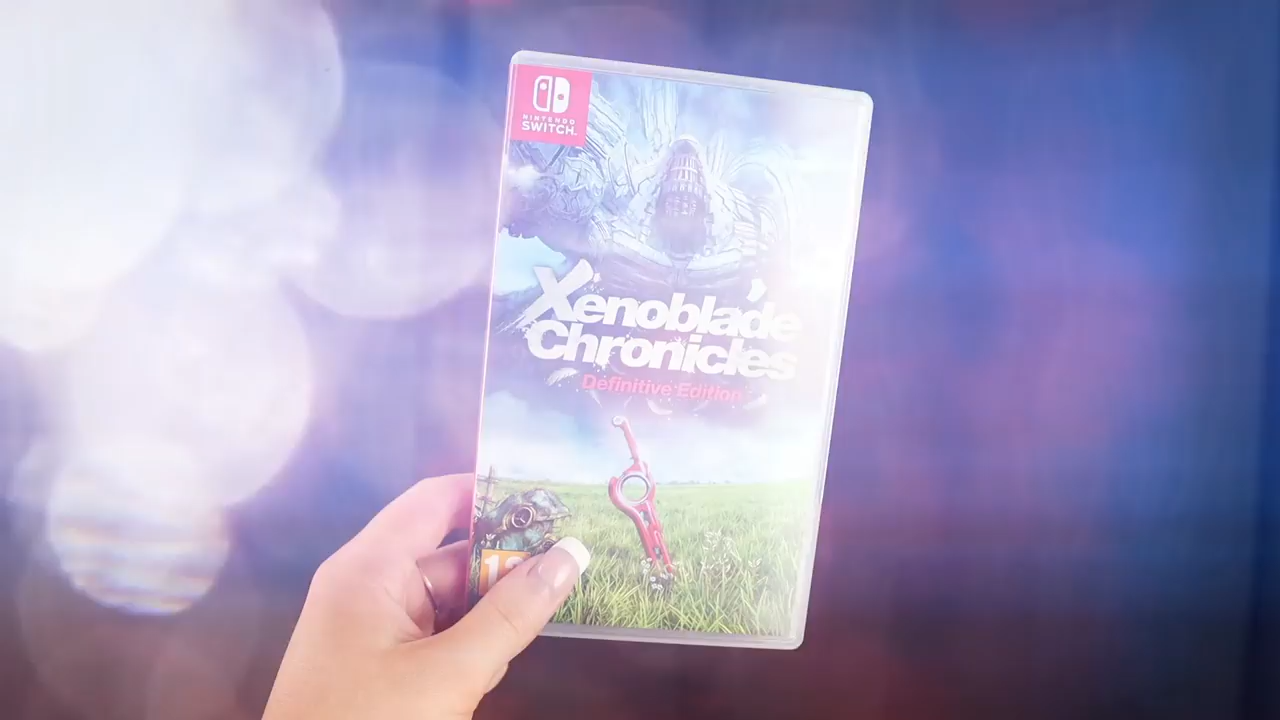 NINTENDO
SWITCH
Xenoblade
Chronicles
Definitive Edition